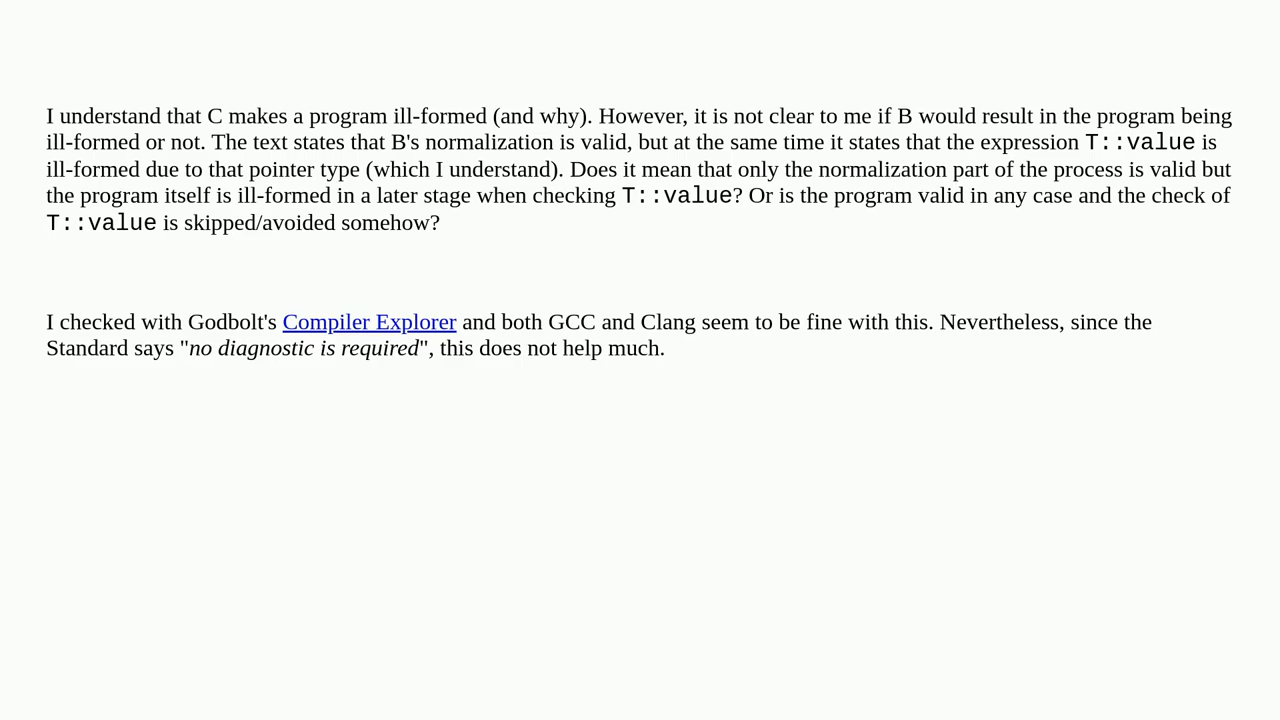 I understand that C makes a program ill-formed (and why). However, it is not clear to me if B would result in the program being
ill-formed or not. The text states that B's normalization is valid, but at the same time it states that the expression T::value is
ill-formed due to that pointer type (which I understand). Does it mean that only the normalization part of the process is valid but
the program itself is ill-formed in a later stage when checking T::value? Or is the program valid in any case and the check of
T::value is skipped/avoided somehow?
I checked with Godbolt's Compiler Explorer and both GCC and Clang seem to be fine with this. Nevertheless, since the
Standard says "no diagnostic is required", this does not help much.